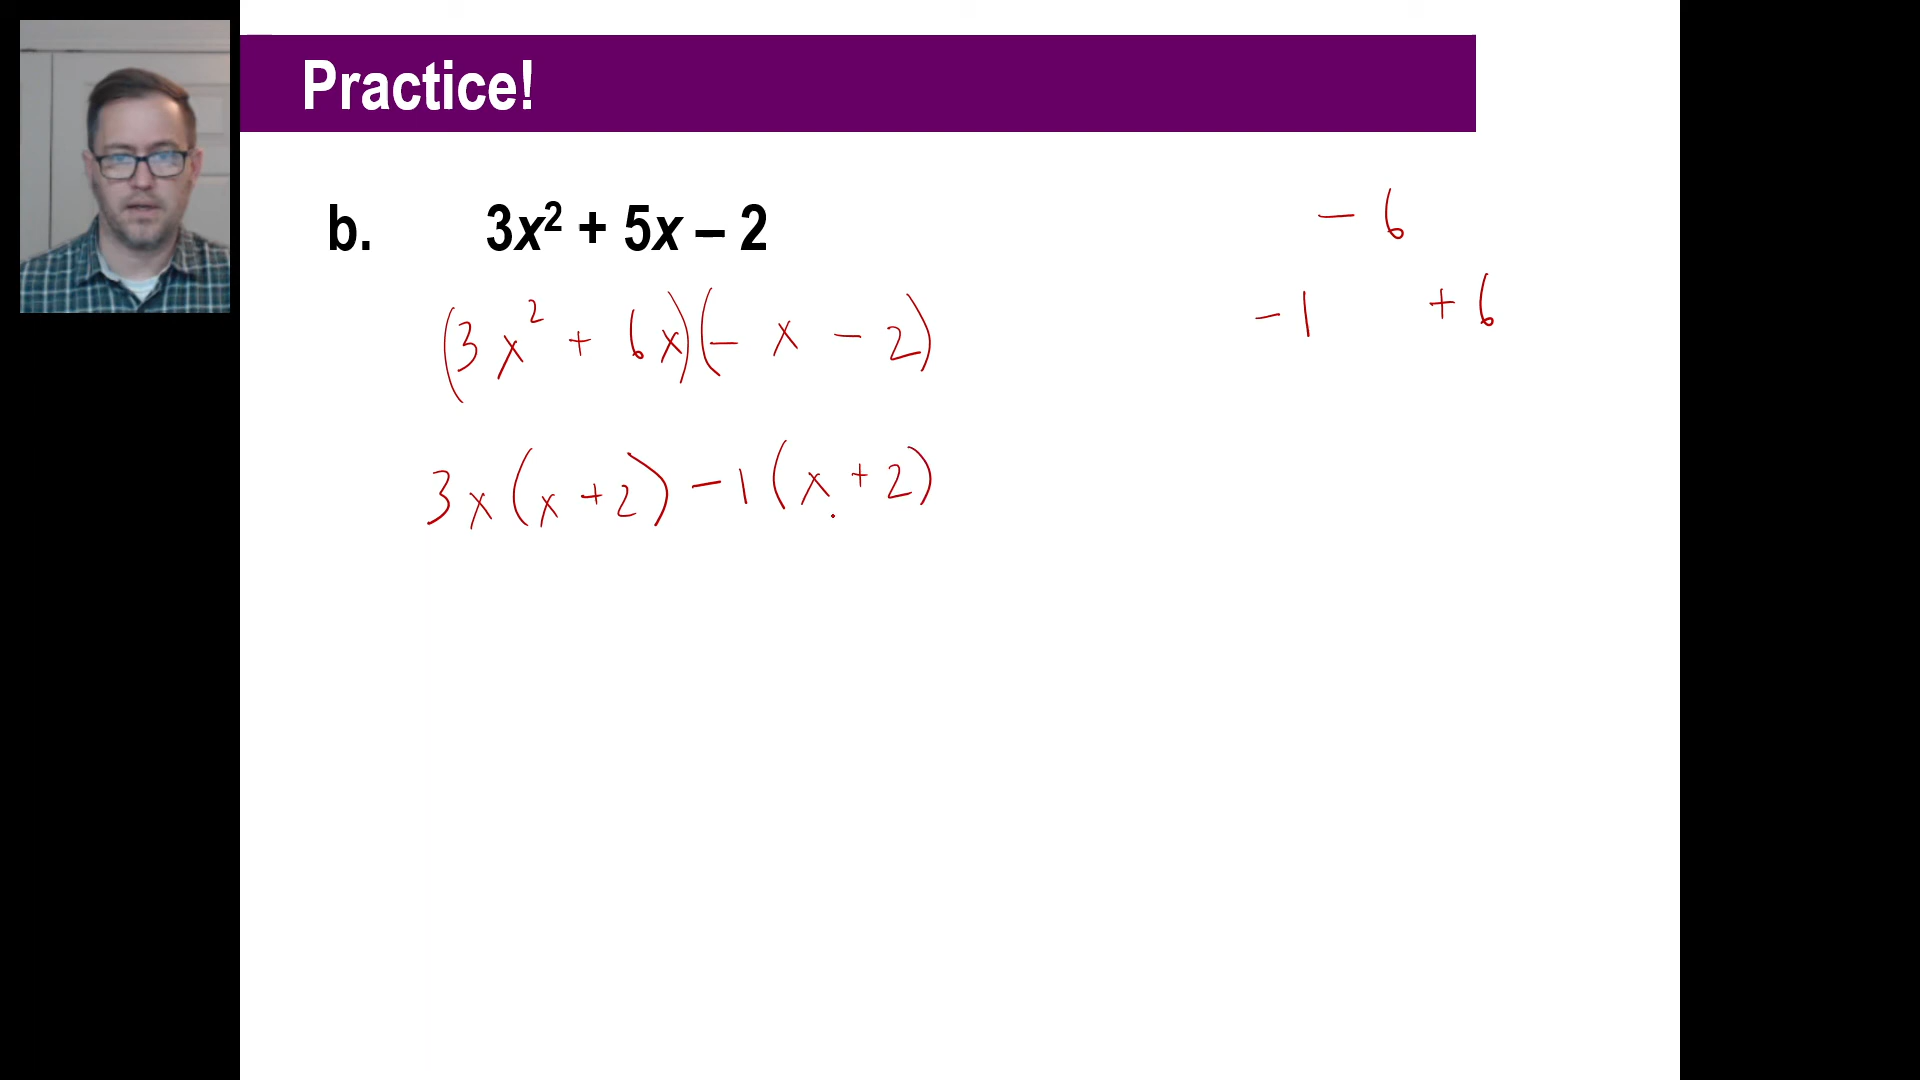 Practice!
b. 3x² + 5x – 2
- 6
-1 +6
(3x² + 6x)(- x - 2)
3x(x+2) -1(x+2)